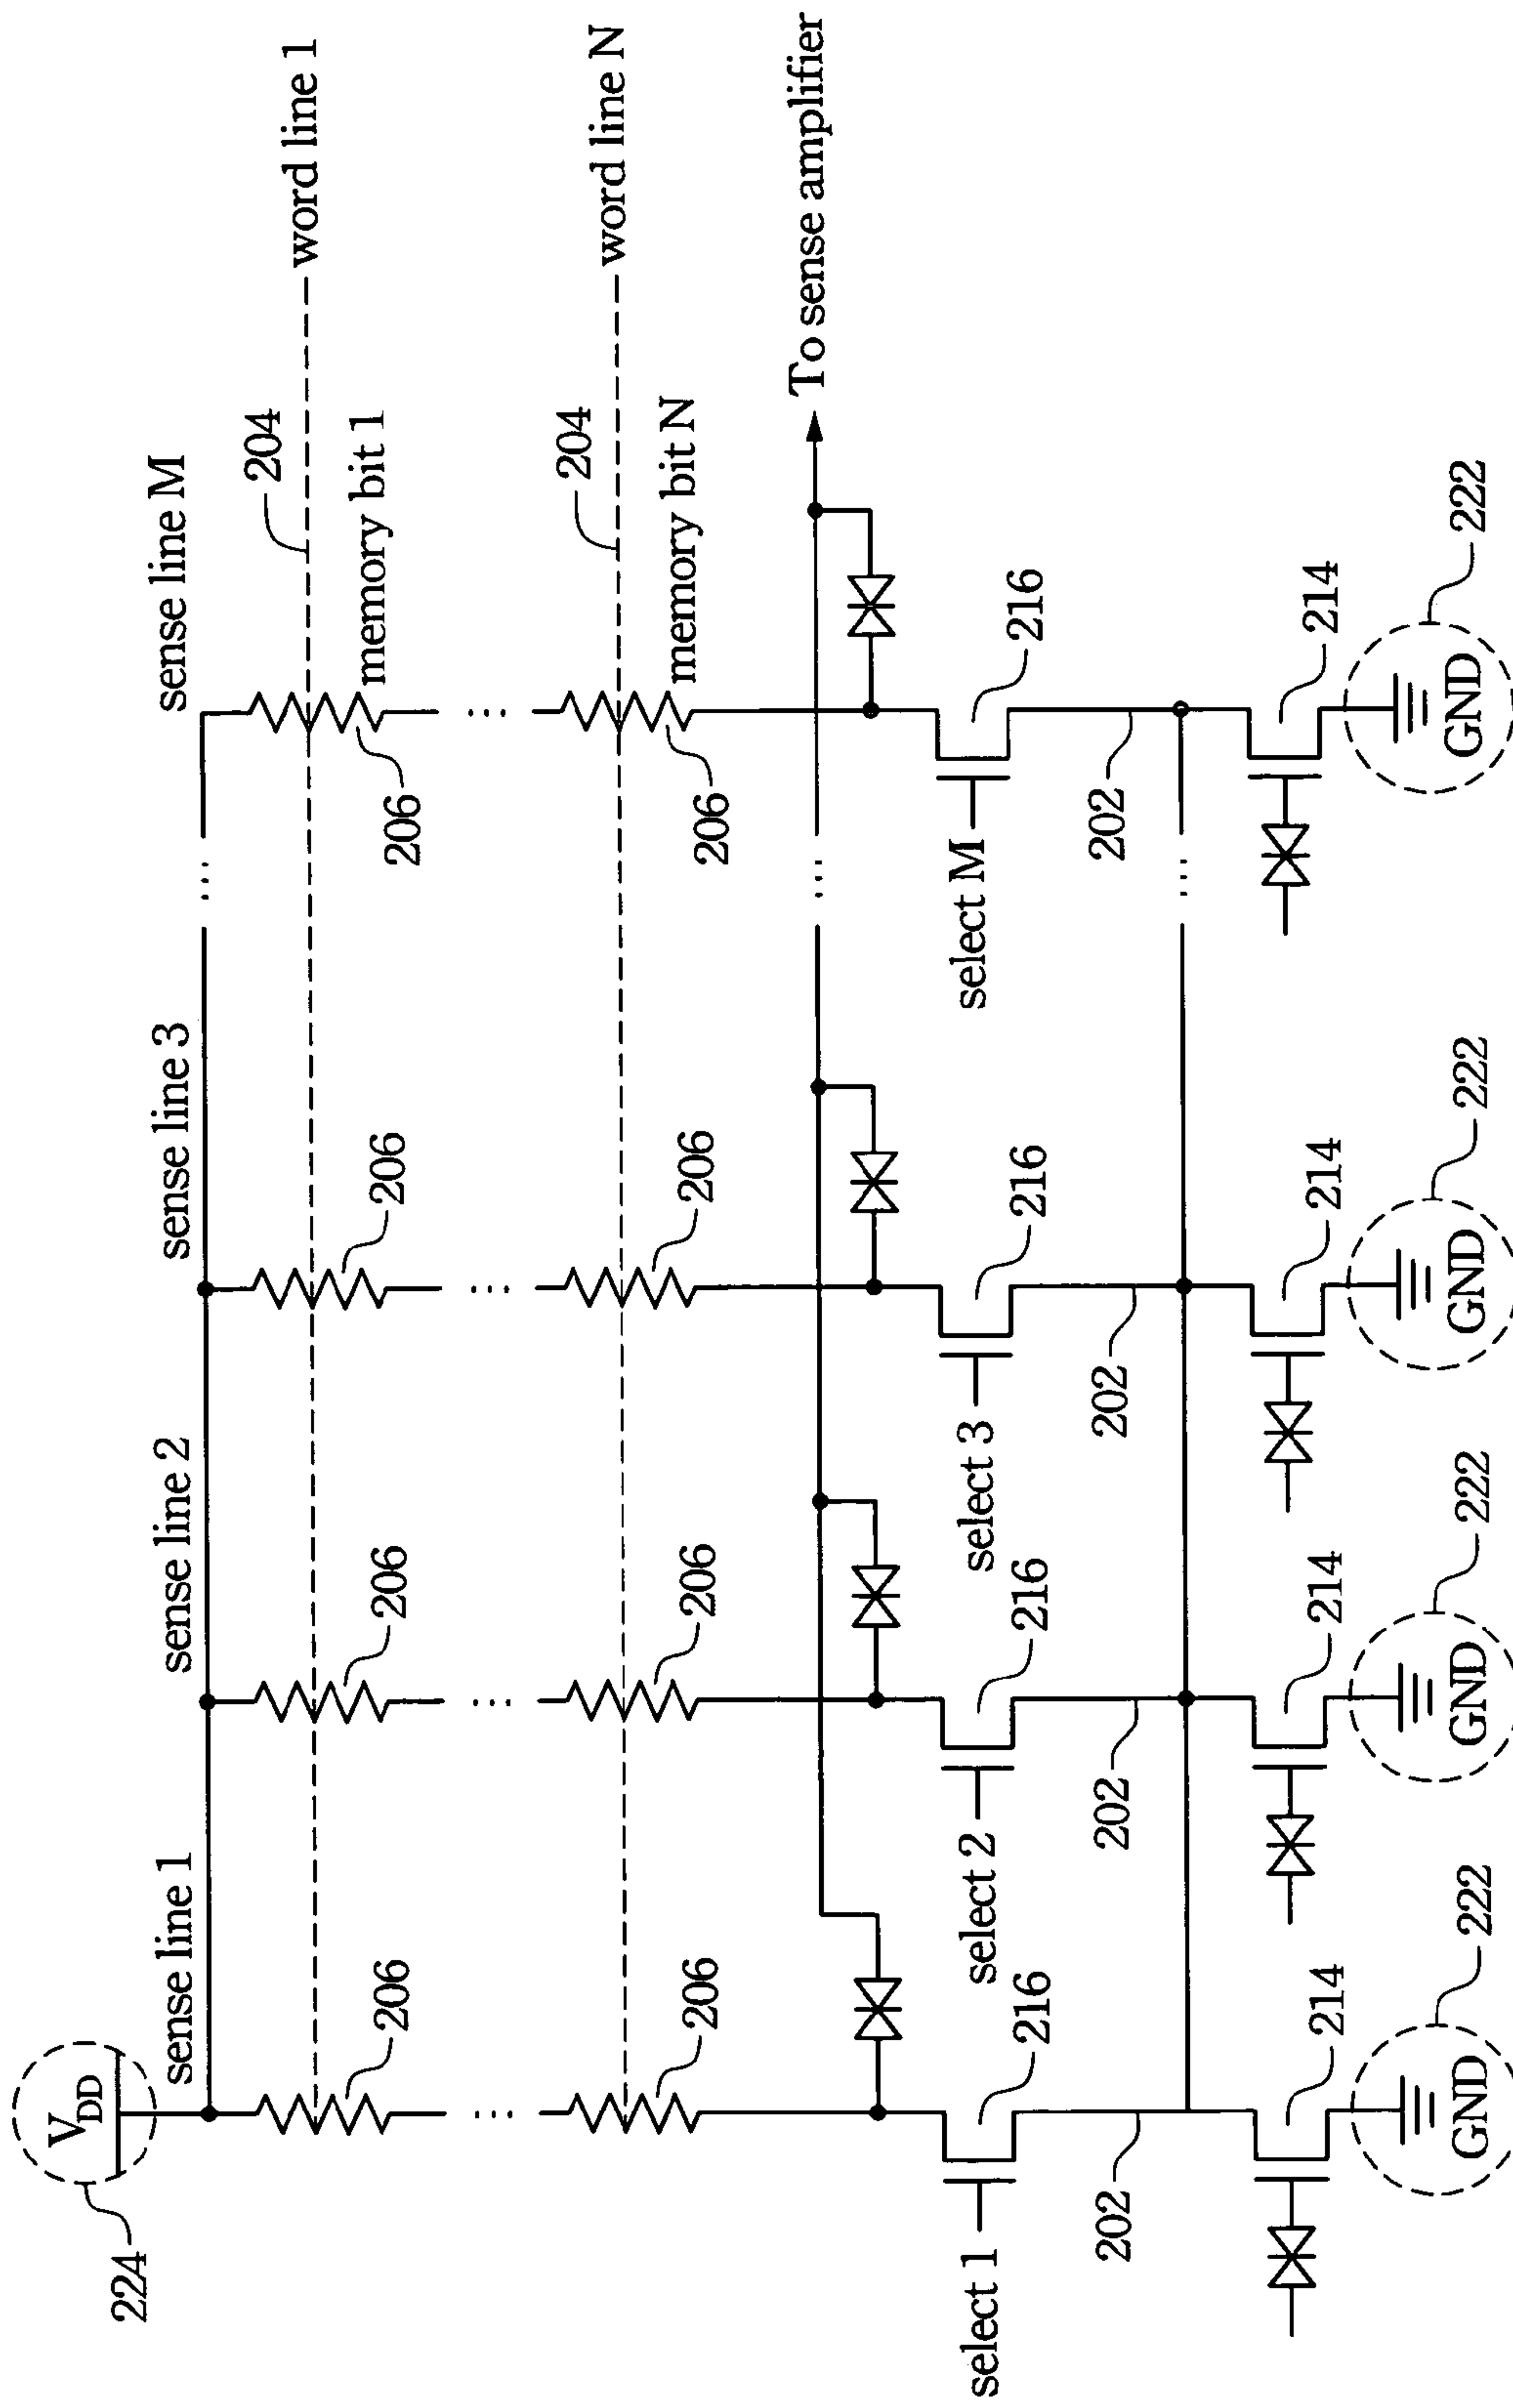 224
V DD
sense line 1
sense line 2
sense line 3
...
sense line M
206
206
206
204
word line 1
206
memory bit 1
...
...
...
...
206
206
206
204
word line N
206
memory bit N
...
To sense amplifier
select 1
216
select 2
216
select 3
216
select M
216
202
202
202
202
...
214
214
214
214
GND
222
GND
222
GND
222
GND
222